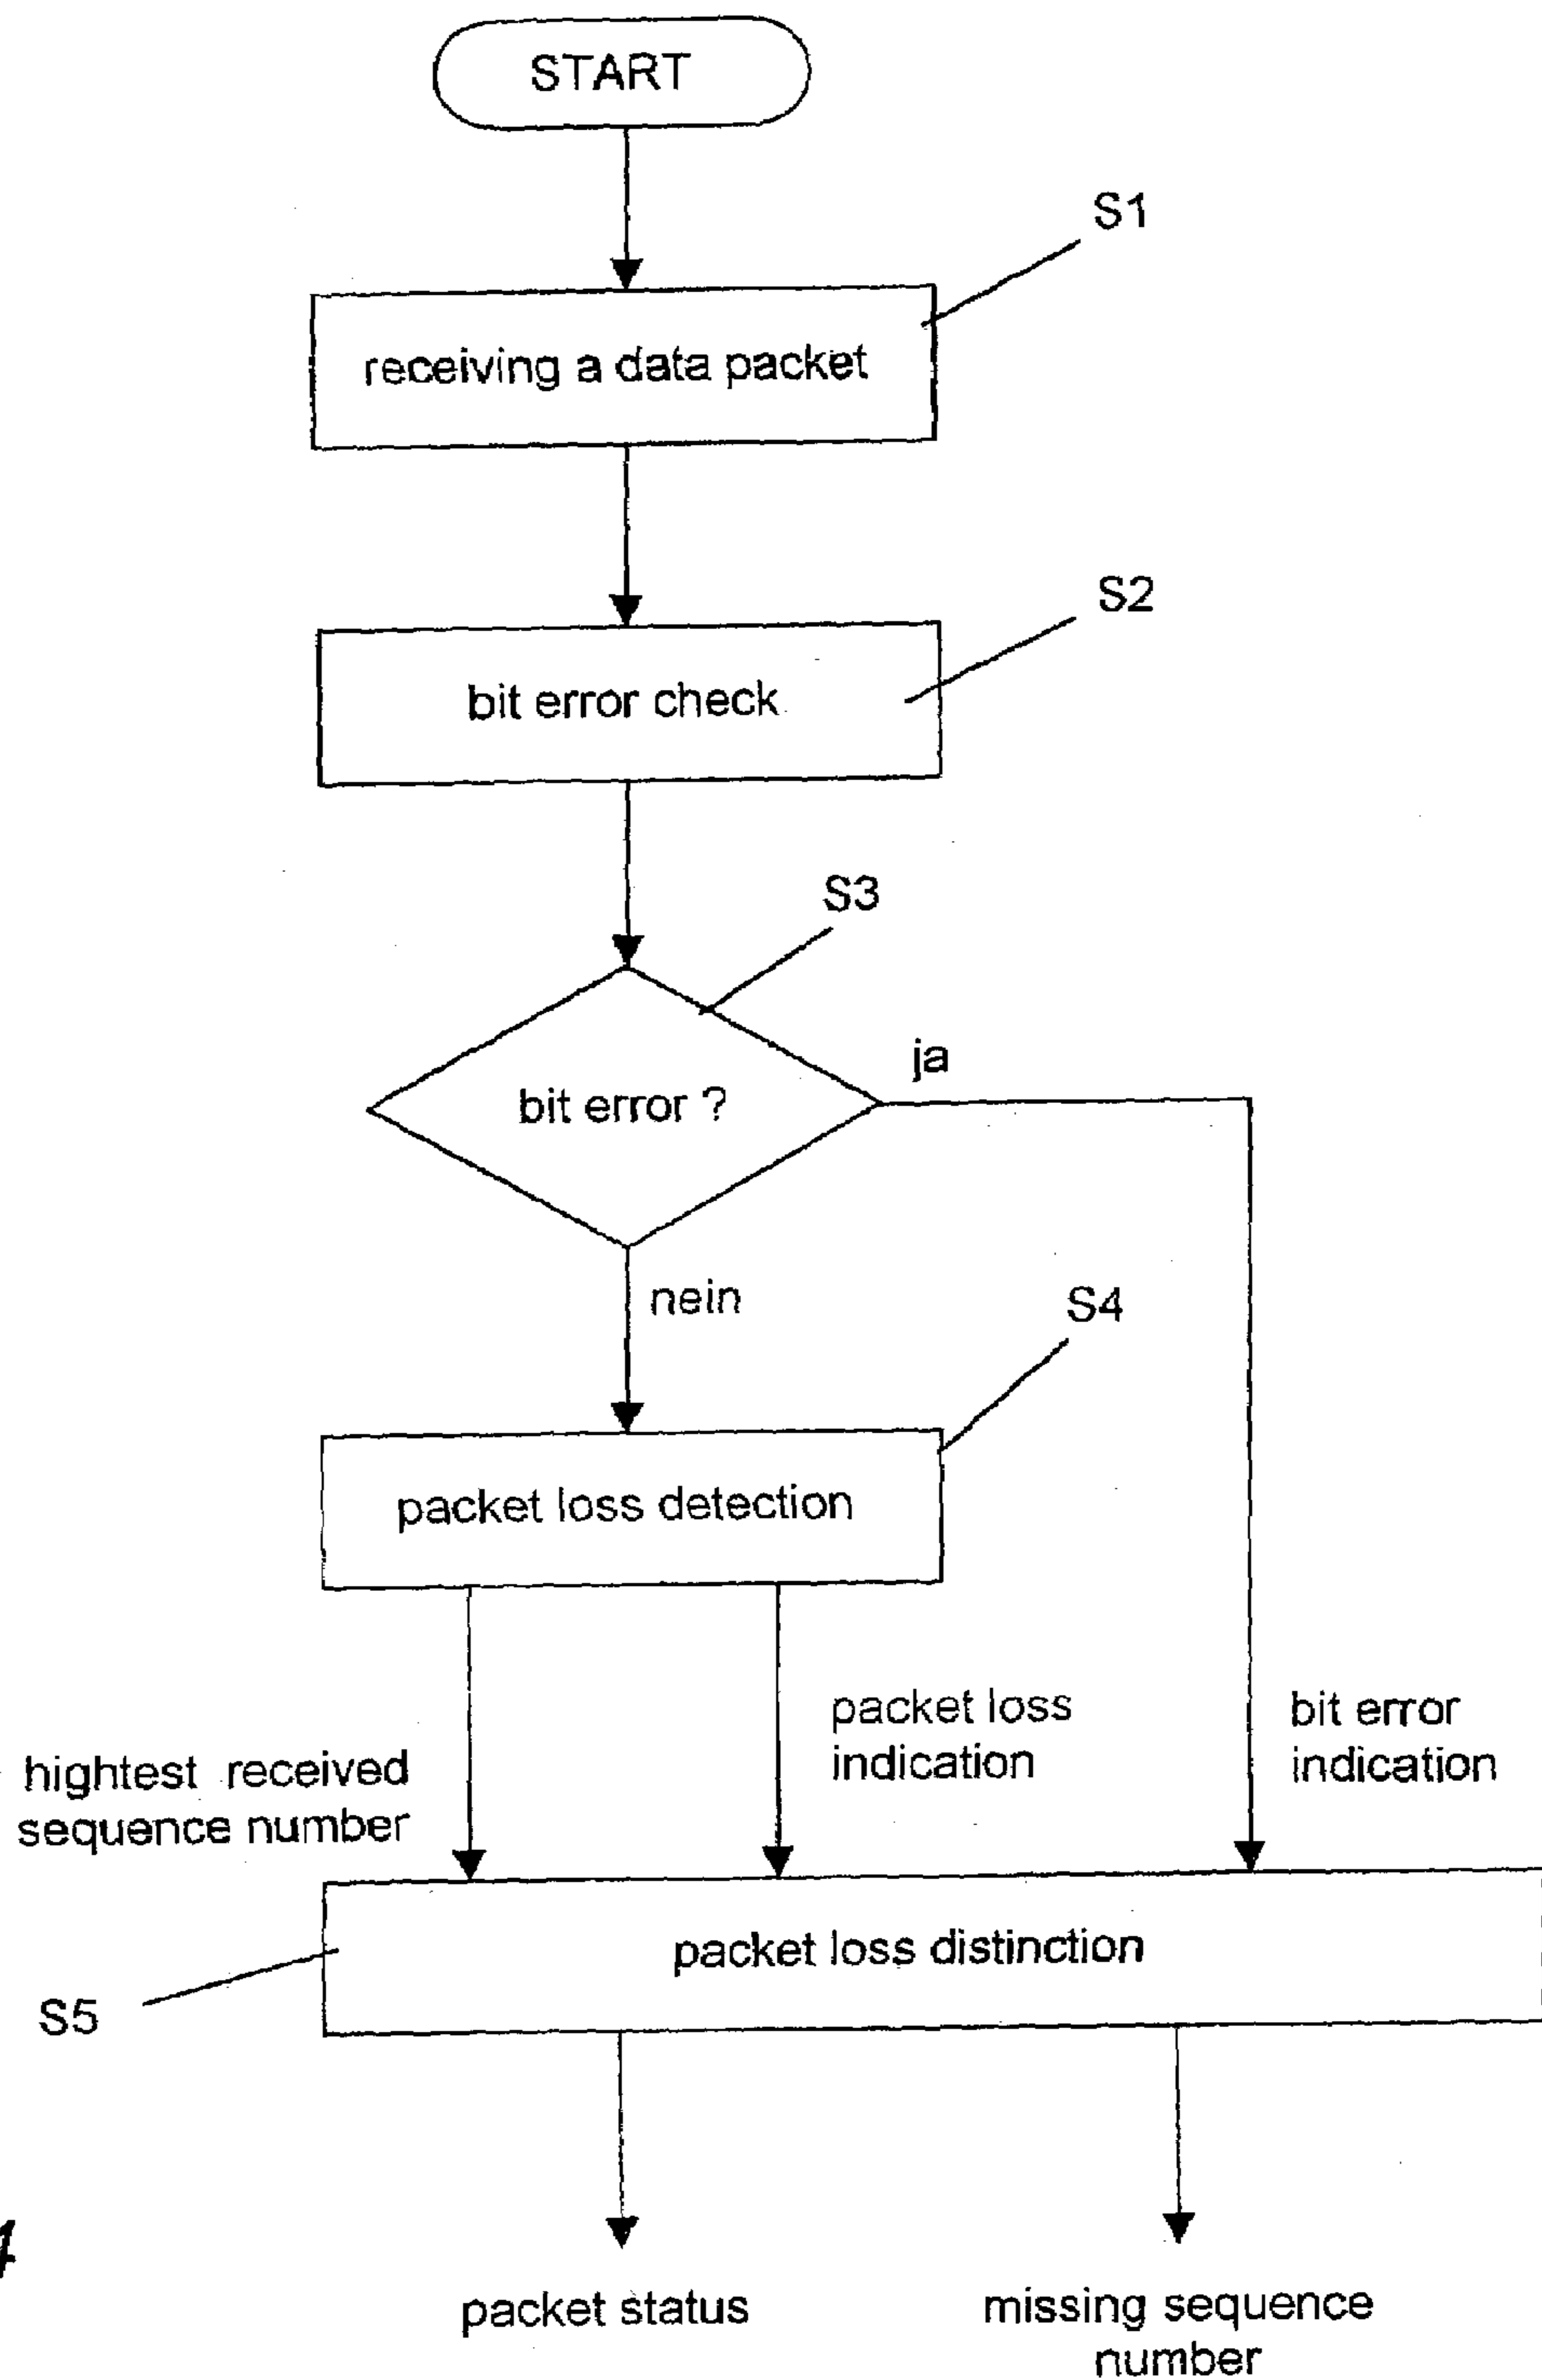 START
S1
receiving a data packet
S2
bit error check
S3
ja
bit error ?
nein
S4
packet loss detection
packet loss
indication
bit error
indication
hightest received
sequence number
packet loss distinction
S5
4
packet status
missing sequence
number